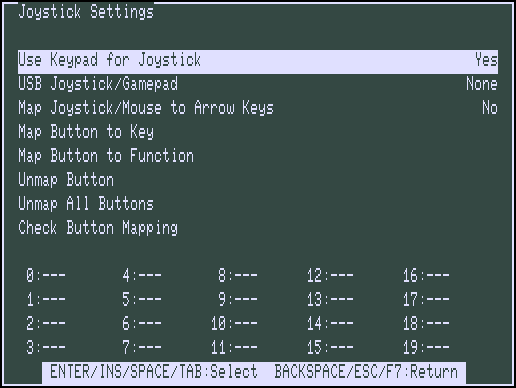 Joystick Settings
Use Keypad for Joystick Yes
USB Joystick/Gamepad None
Map Joystick/Mouse to Arrow Keys No
Map Button to Key
Map Button to Function
Unmap Button
Unmap All Buttons
Check Button Mapping
0:--- 4:--- 8:--- 12:--- 16:---
1:--- 5:--- 9:--- 13:--- 17:---
2:--- 6:--- 10:--- 14:--- 18:---
3:--- 7:--- 11:--- 15:--- 19:---
ENTER/INS/SPACE/TAB:Select BACKSPACE/ESC/F7:Return